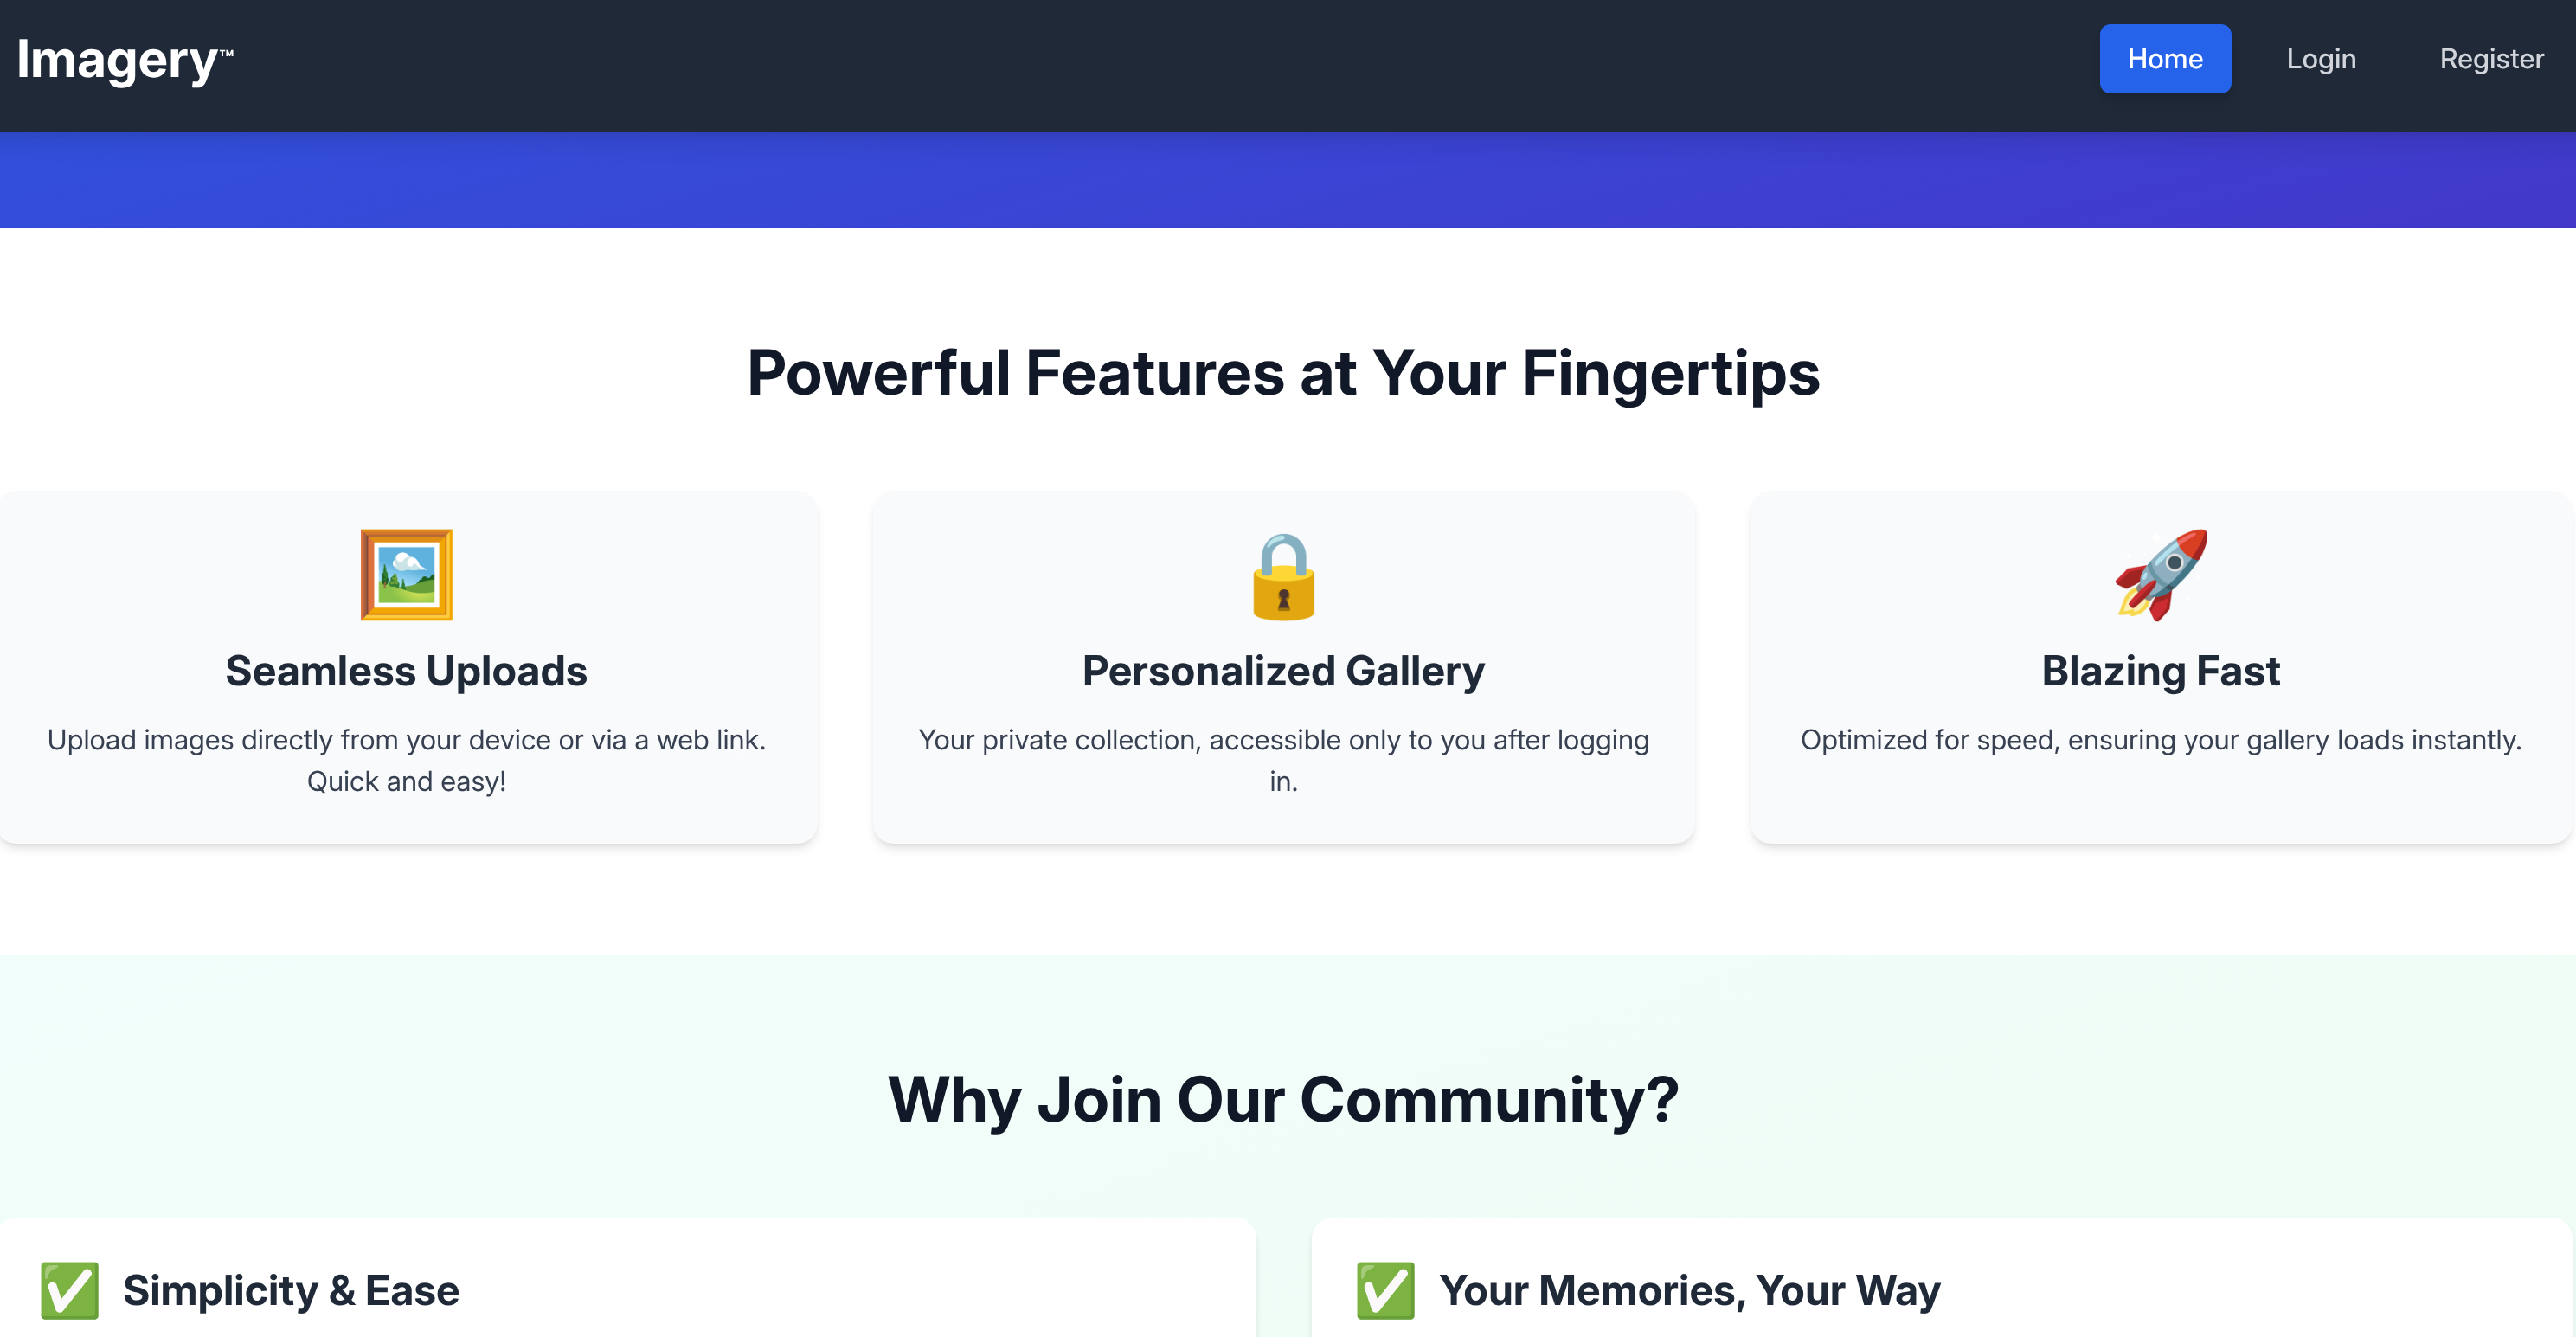 Imagery™
Home
Login
Register
Powerful Features at Your Fingertips
Seamless Uploads
Upload images directly from your device or via a web link.
Quick and easy!
Personalized Gallery
Your private collection, accessible only to you after logging
in.
Blazing Fast
Optimized for speed, ensuring your gallery loads instantly.
Why Join Our Community?
Simplicity & Ease
Your Memories, Your Way